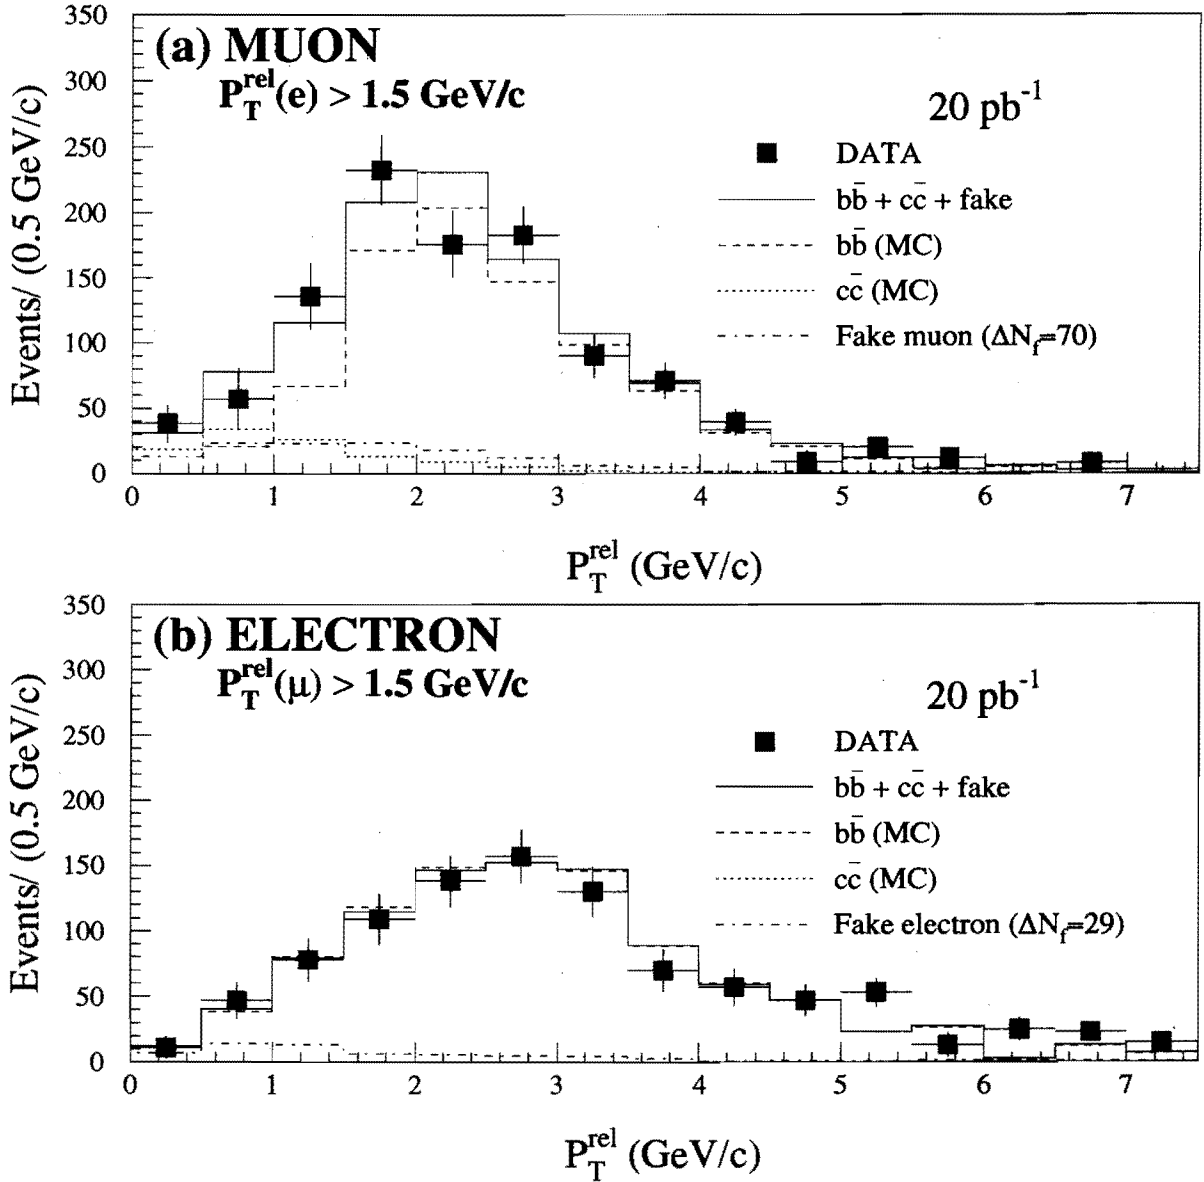 350
300
250
200
150
100
50
0
Events/ (0.5 GeV/c)
(a) MUON
P_T^rel(e) > 1.5 GeV/c
20 pb⁻¹
DATA
bb̄ + cc̄ + fake
bb̄ (MC)
cc̄ (MC)
Fake muon (ΔN_f=70)
0 1 2 3 4 5 6 7
P_T^rel (GeV/c)
350
300
250
200
150
100
50
0
Events/ (0.5 GeV/c)
(b) ELECTRON
P_T^rel(μ) > 1.5 GeV/c
20 pb⁻¹
DATA
bb̄ + cc̄ + fake
bb̄ (MC)
cc̄ (MC)
Fake electron (ΔN_f=29)
0 1 2 3 4 5 6 7
P_T^rel (GeV/c)